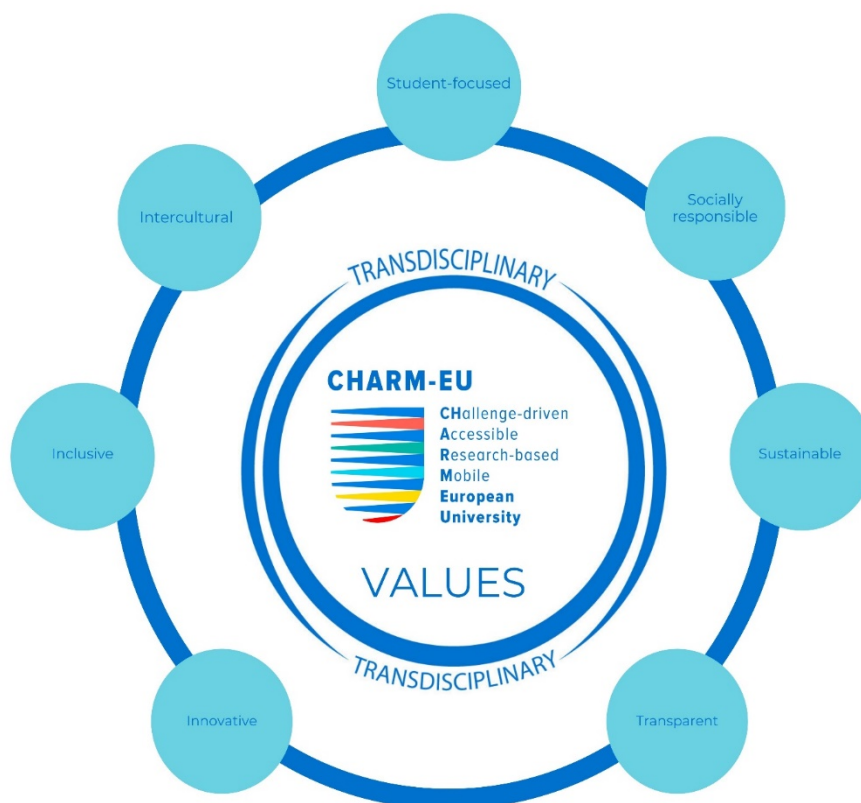 Student-focused
Intercultural
Socially
responsible
TRANSDISCIPLINARY
CHARM-EU
CHallenge-driven
Accessible
Research-based
Mobile
European
University
Inclusive
Sustainable
VALUES
TRANSDISCIPLINARY
Innovative
Transparent